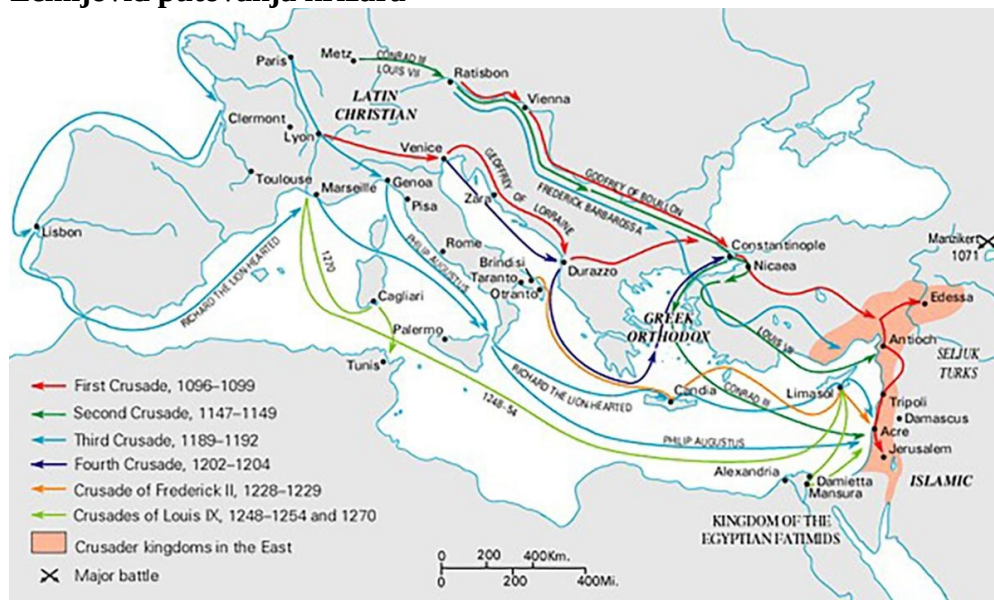 Zemljovid putovanja križara
Metz
CONRAD III
LOUIS VII
Paris
Ratisbon
LATIN
CHRISTIAN
Vienna
Clermont
Lyon
Venice
GEOFFREY OF LORRAINE
GODFREY OF BOUILLON
FREDERICK BARBAROSSA
Toulouse
Marseille
Genoa
Zara
Pisa
Lisbon
RICHARD THE LION-HEARTED
1270
PHILIP AUGUSTUS
Rome
Brindisi
Taranto
Otranto
Durazzo
Constantinople
Nicaea
Manzikert
1071
Cagliari
Edessa
GREEK
ORTHODOX
Palermo
LOUIS VII
Antioch
SELJUK
TURKS
Tunis
RICHARD THE LION-HEARTED
Candia
CONRAD III
Limasol
Tripoli
Damascus
1248-54
PHILIP AUGUSTUS
Acre
Jerusalem
Alexandria
Damietta
Mansura
ISLAMIC
KINGDOM OF THE
EGYPTIAN FATIMIDS
First Crusade, 1096–1099
Second Crusade, 1147–1149
Third Crusade, 1189–1192
Fourth Crusade, 1202–1204
Crusade of Frederick II, 1228–1229
Crusades of Louis IX, 1248–1254 and 1270
Crusader kingdoms in the East
Major battle
0 200 400Km.
0 200 400Mi.